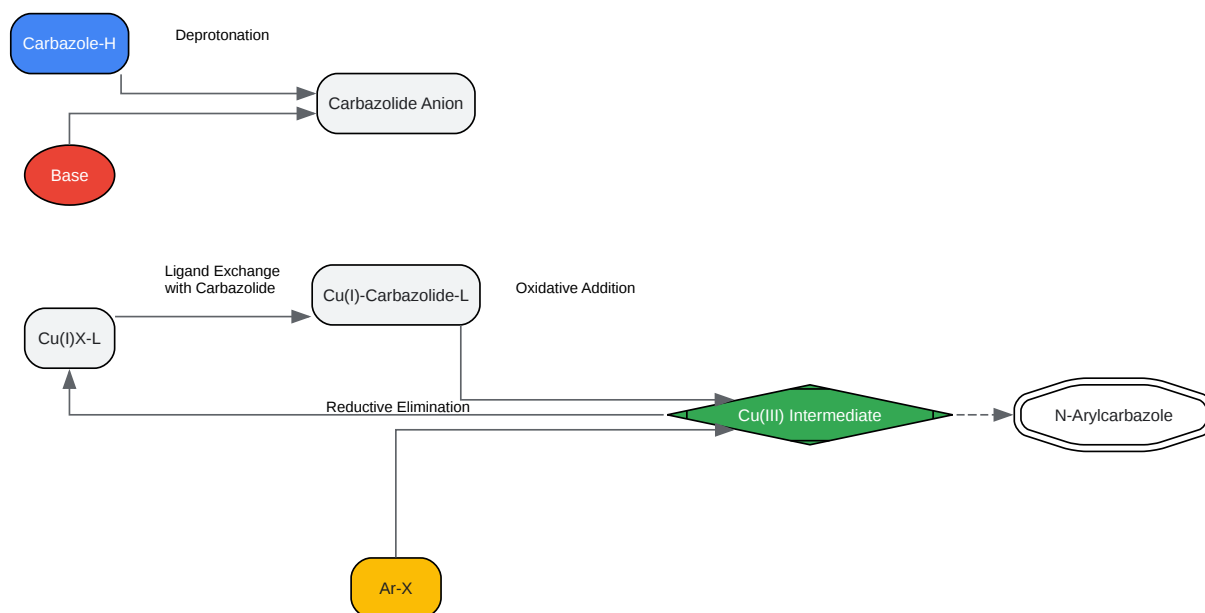 Carbazole-H
Deprotonation
Carbazolide Anion
Base
Ligand Exchange
with Carbazolide
Cu(I)-Carbazolide-L
Oxidative Addition
Cu(I)X-L
Reductive Elimination
Cu(III) Intermediate
N-Arylcarbazole
Ar-X